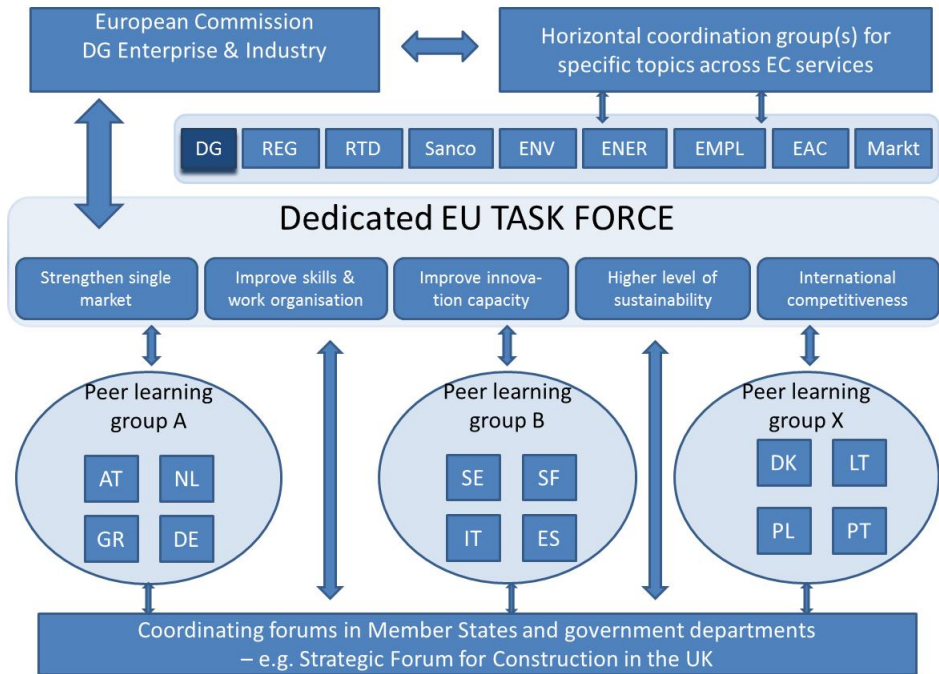 European Commission
DG Enterprise & Industry
Horizontal coordination group(s) for
specific topics across EC services
DG REG RTD Sanco ENV ENER EMPL EAC Markt
Dedicated EU TASK FORCE
Strengthen single
market
Improve skills &
work organisation
Improve innova-
tion capacity
Higher level of
sustainability
International
competitiveness
Peer learning
group A
AT NL
GR DE
Peer learning
group B
SE SF
IT ES
Peer learning
group X
DK LT
PL PT
Coordinating forums in Member States and government departments
– e.g. Strategic Forum for Construction in the UK